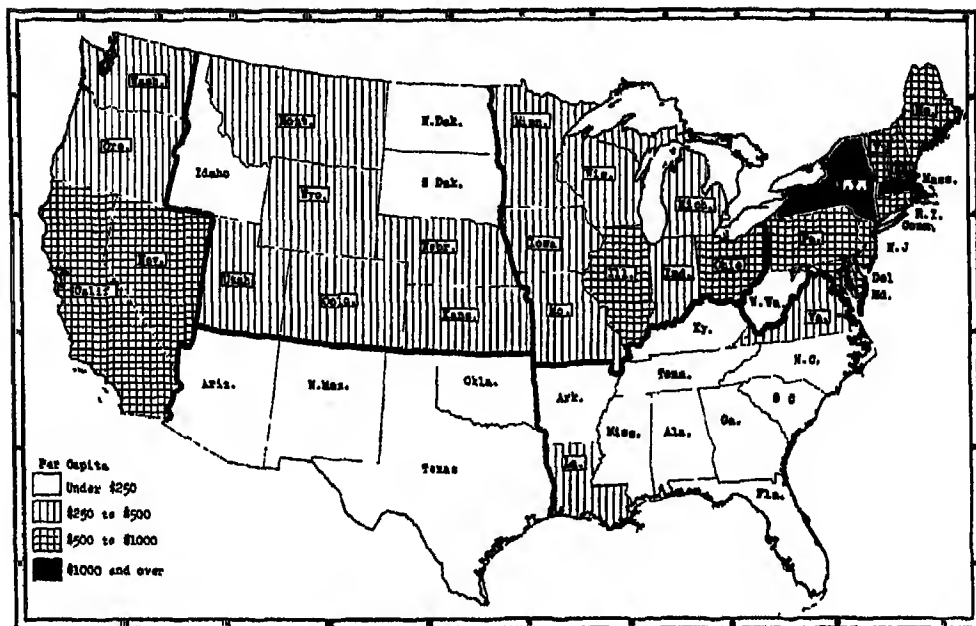 Wash.
Mont.
N.Dak.
Minn.
Me.
Ore.
Idaho
S Dak.
Wis.
Mass.
Wyo.
Mich.
N.Y.
R.I.
Conn.
Nev.
Utah
Nebr.
Iowa
Ill.
Ind.
Ohio
Pa.
N.J
Del
Md.
Calif
Colo.
Kans.
Mo.
W.Va.
Va.
Ky.
Ariz.
N.Mex.
Okla.
Ark.
Tenn.
N.C.
S C
Miss.
Ala.
Ga.
Texas
La.
Fla.
Per Capita
Under $250
$250 to $500
$500 to $1000
$1000 and over